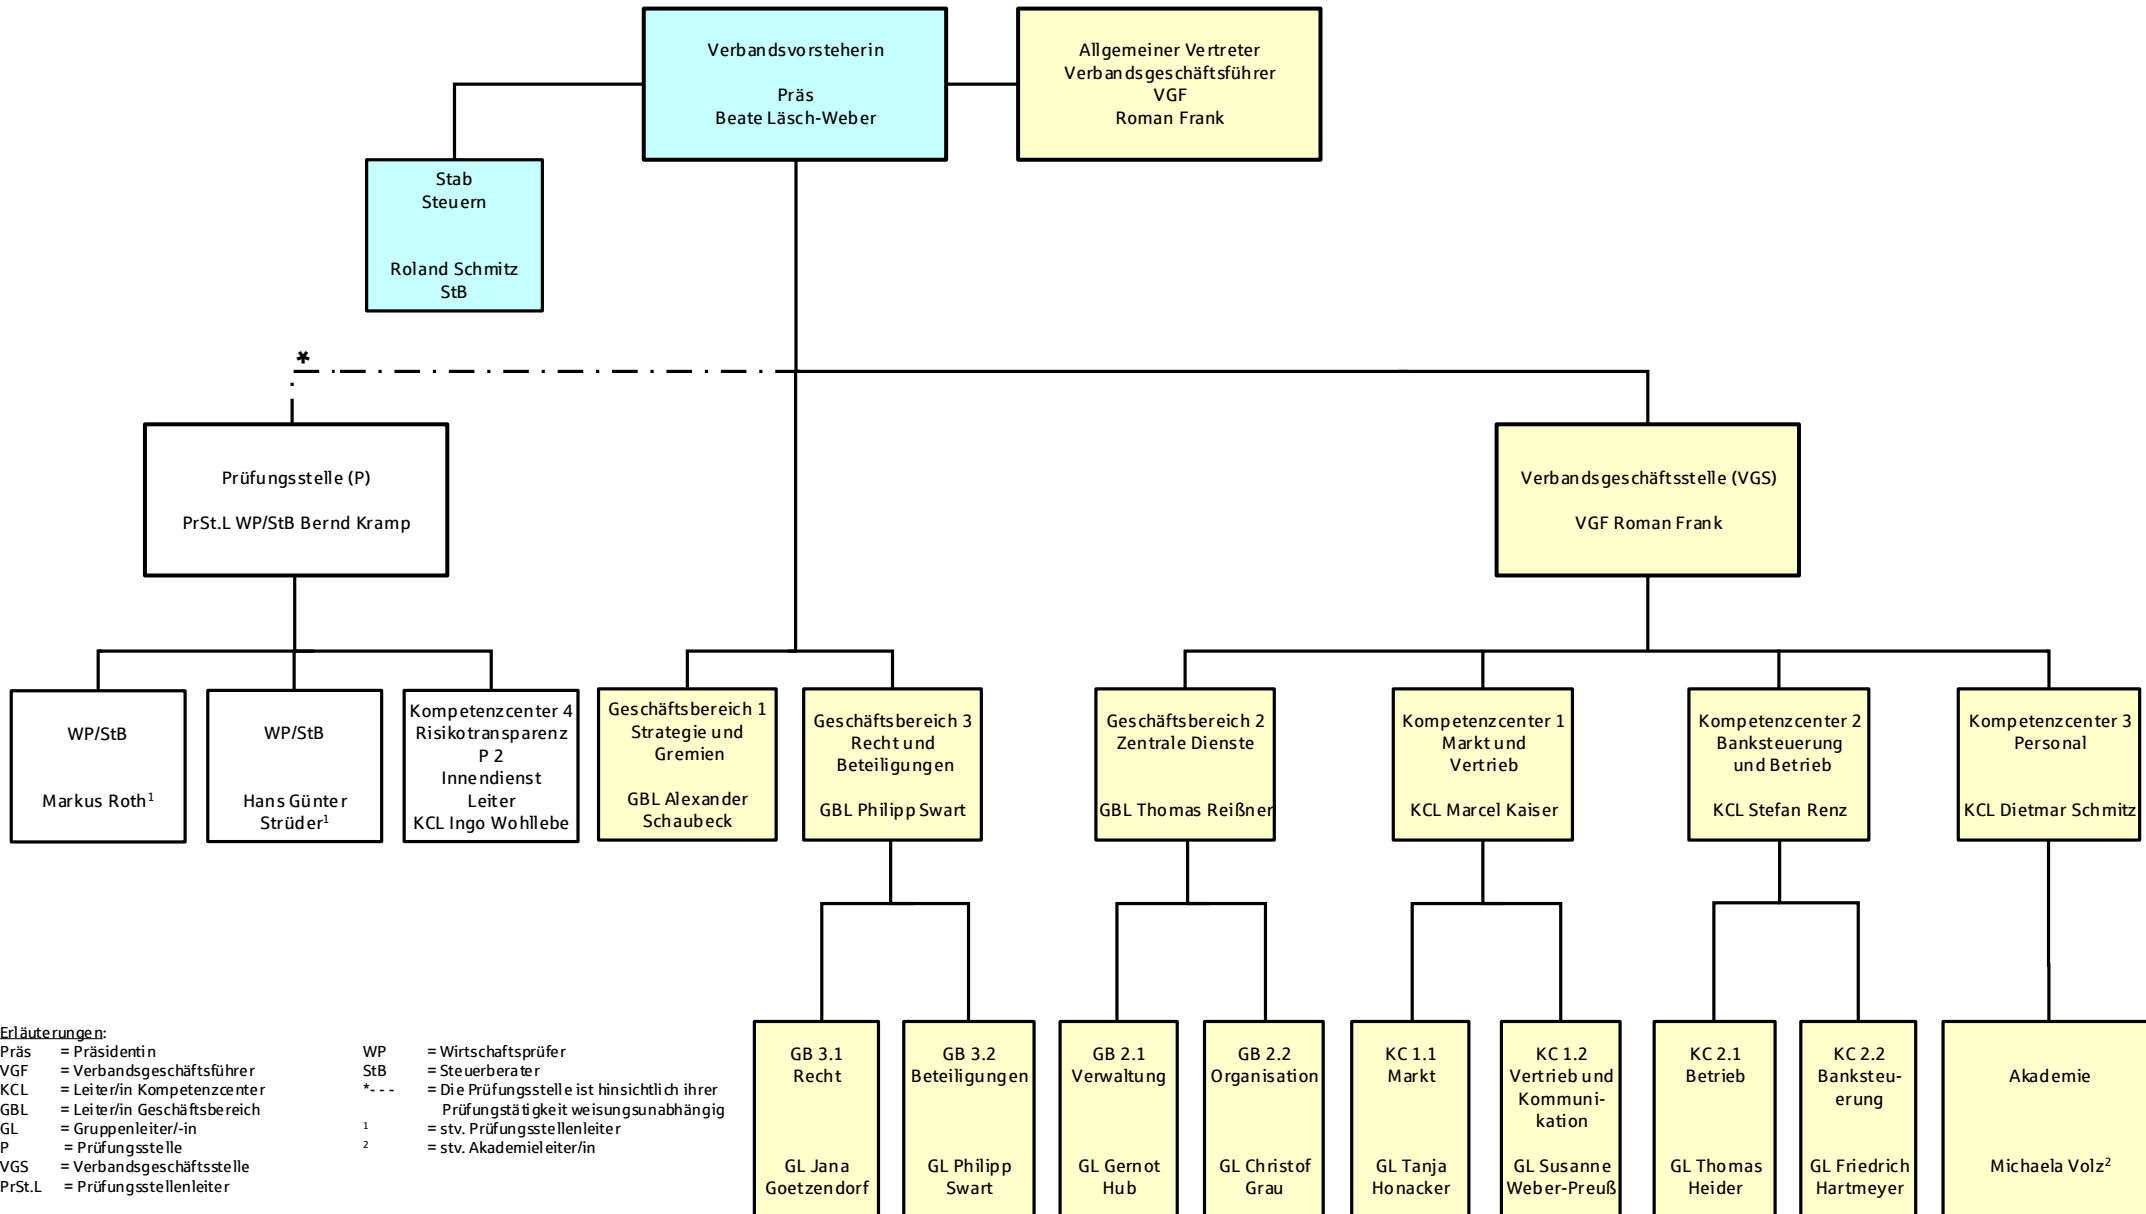 Verbandsvorsteherin
Präs
Beate Läsch-Weber
Allgemeiner Vertreter
Verbandsgeschäftsführer
VGF
Roman Frank
Stab
Steuern
Roland Schmitz
StB
*
Prüfungsstelle (P)
PrSt.L WP/StB Bernd Kramp
Verbandsgeschäftsstelle (VGS)
VGF Roman Frank
WP/StB
Markus Roth¹
WP/StB
Hans Günter
Strüder¹
Kompetenzcenter 4
Risikotransparenz
P 2
Innendienst
Leiter
KCL Ingo Wohllebe
Geschäftsbereich 1
Strategie und
Gremien
GBL Alexander
Schaubeck
Geschäftsbereich 3
Recht und
Beteiligungen
GBL Philipp Swart
Geschäftsbereich 2
Zentrale Dienste
GBL Thomas Reißner
Kompetenzcenter 1
Markt und
Vertrieb
KCL Marcel Kaiser
Kompetenzcenter 2
Banksteuerung
und Betrieb
KCL Stefan Renz
Kompetenzcenter 3
Personal
KCL Dietmar Schmitz
GB 3.1
Recht
GL Jana
Goetzendorf
GB 3.2
Beteiligungen
GL Philipp
Swart
GB 2.1
Verwaltung
GL Gernot
Hub
GB 2.2
Organisation
GL Christof
Grau
KC 1.1
Markt
GL Tanja
Honacker
KC 1.2
Vertrieb und
Kommuni-
kation
GL Susanne
Weber-Preuß
KC 2.1
Betrieb
GL Thomas
Heider
KC 2.2
Banksteu-
erung
GL Friedrich
Hartmeyer
Akademie
Michaela Volz²
Erläuterungen:
Präs = Präsidentin
VGF = Verbandsgeschäftsführer
KCL = Leiter/in Kompetenzcenter
GBL = Leiter/in Geschäftsbereich
GL = Gruppenleiter/-in
P = Prüfungsstelle
VGS = Verbandsgeschäftsstelle
PrSt.L = Prüfungsstellenleiter
WP = Wirtschaftsprüfer
StB = Steuerberater
*- - - = Die Prüfungsstelle ist hinsichtlich ihrer
Prüfungstätigkeit weisungsunabhängig
¹ = stv. Prüfungsstellenleiter
² = stv. Akademieleiter/in